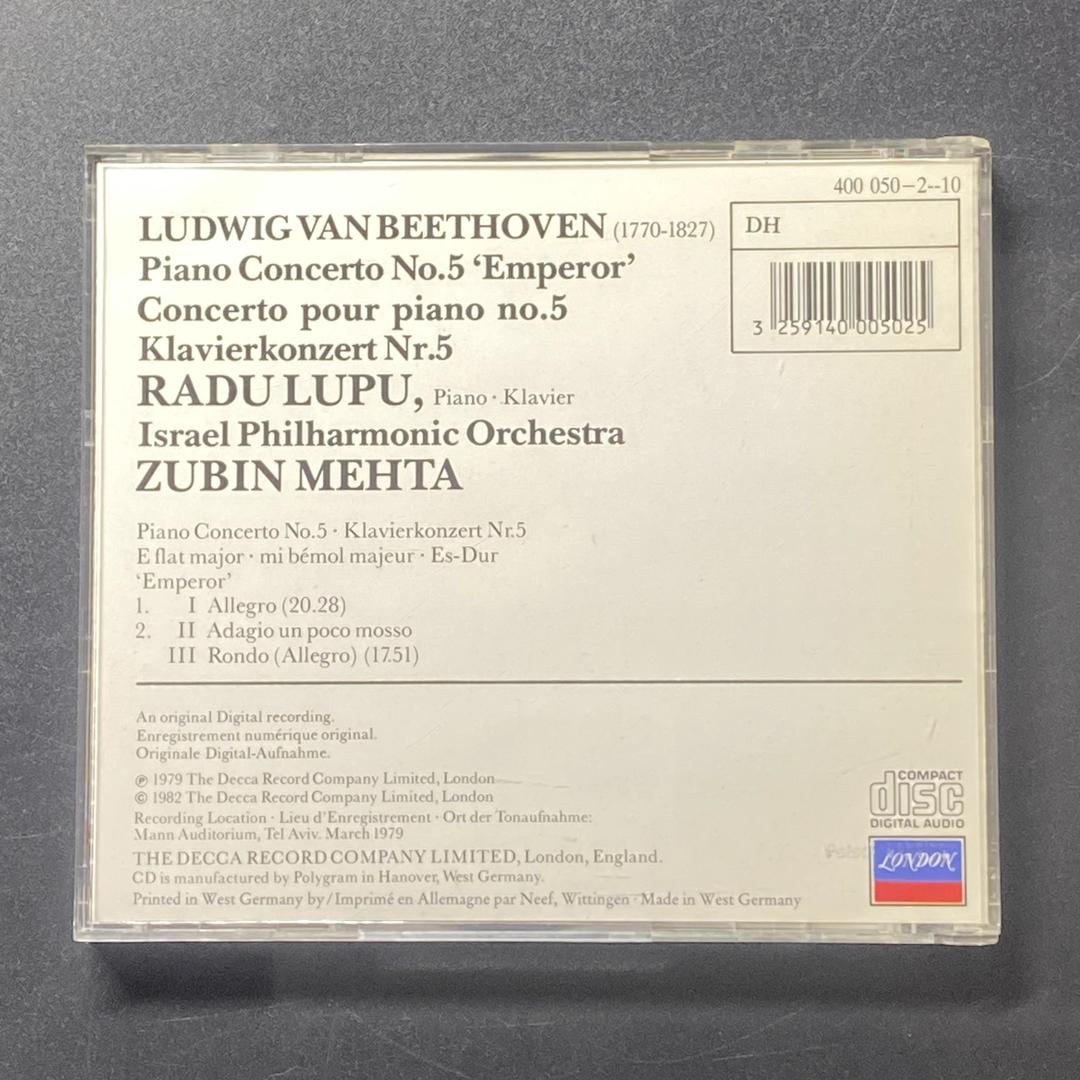 400 050-2--10
LUDWIG VAN BEETHOVEN (1770-1827)
DH
Piano Concerto No.5 ‘Emperor’
Concerto pour piano no.5
3 259140 005025
Klavierkonzert Nr.5
RADU LUPU, Piano · Klavier
Israel Philharmonic Orchestra
ZUBIN MEHTA
Piano Concerto No.5 · Klavierkonzert Nr.5
E flat major · mi bémol majeur · Es-Dur
‘Emperor’
1. I Allegro (20.28)
2. II Adagio un poco mosso
III Rondo (Allegro) (17.51)
An original Digital recording.
Enregistrement numérique original.
Originale Digital-Aufnahme.
℗ 1979 The Decca Record Company Limited, London
© 1982 The Decca Record Company Limited, London
Recording Location · Lieu d’Enregistrement · Ort der Tonaufnahme:
Mann Auditorium, Tel Aviv. March 1979
THE DECCA RECORD COMPANY LIMITED, London, England.
CD is manufactured by Polygram in Hanover, West Germany.
Printed in West Germany by/Imprimé en Allemagne par Neef, Wittingen · Made in West Germany
COMPACT
disc
DIGITAL AUDIO
LONDON